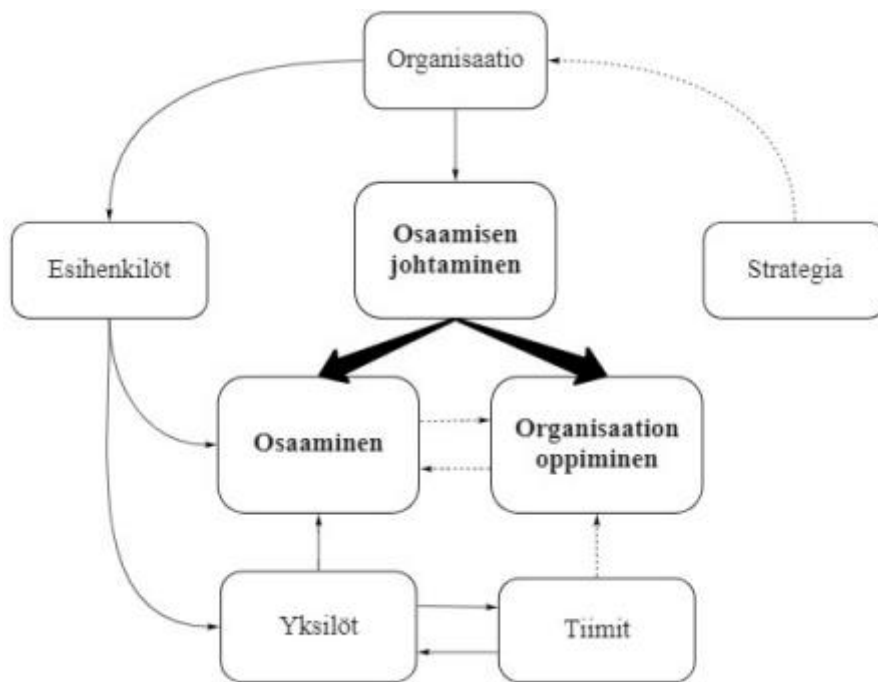 Organisaatio
Osaamisen
johtaminen
Esihenkilöt
Strategia
Osaaminen
Organisaation
oppiminen
Yksilöt
Tiimit